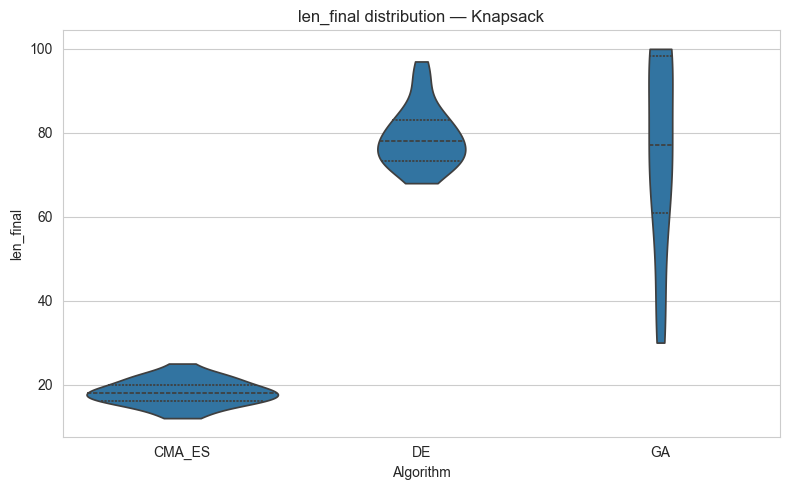 len_final distribution — Knapsack
len_final
100
80
60
40
20
CMA_ES DE GA
Algorithm